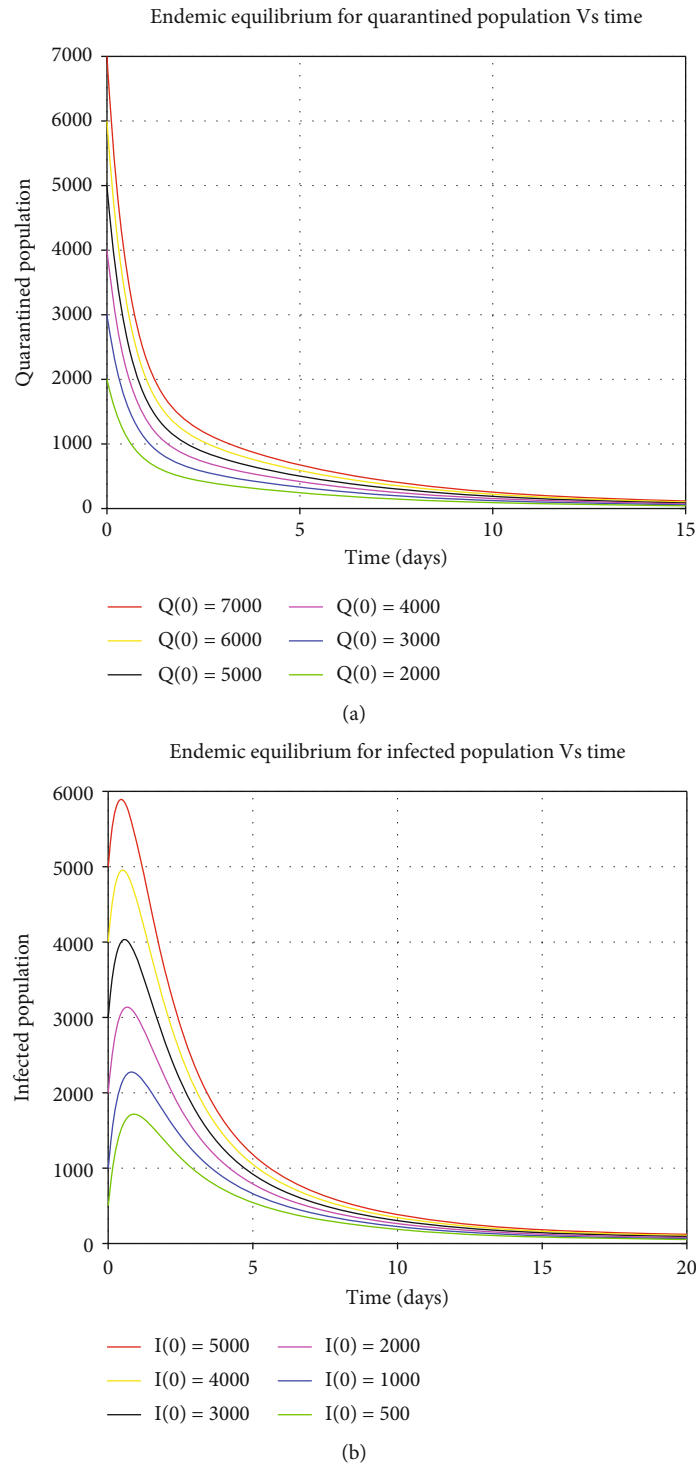 Endemic equilibrium for quarantined population Vs time
7000
6000
5000
4000
3000
2000
1000
0
Quarantined population
0 5 10 15
Time (days)
Q(0) = 7000 Q(0) = 4000
Q(0) = 6000 Q(0) = 3000
Q(0) = 5000 Q(0) = 2000
(a)
Endemic equilibrium for infected population Vs time
6000
5000
4000
3000
2000
1000
0
Infected population
0 5 10 15 20
Time (days)
I(0) = 5000 I(0) = 2000
I(0) = 4000 I(0) = 1000
I(0) = 3000 I(0) = 500
(b)